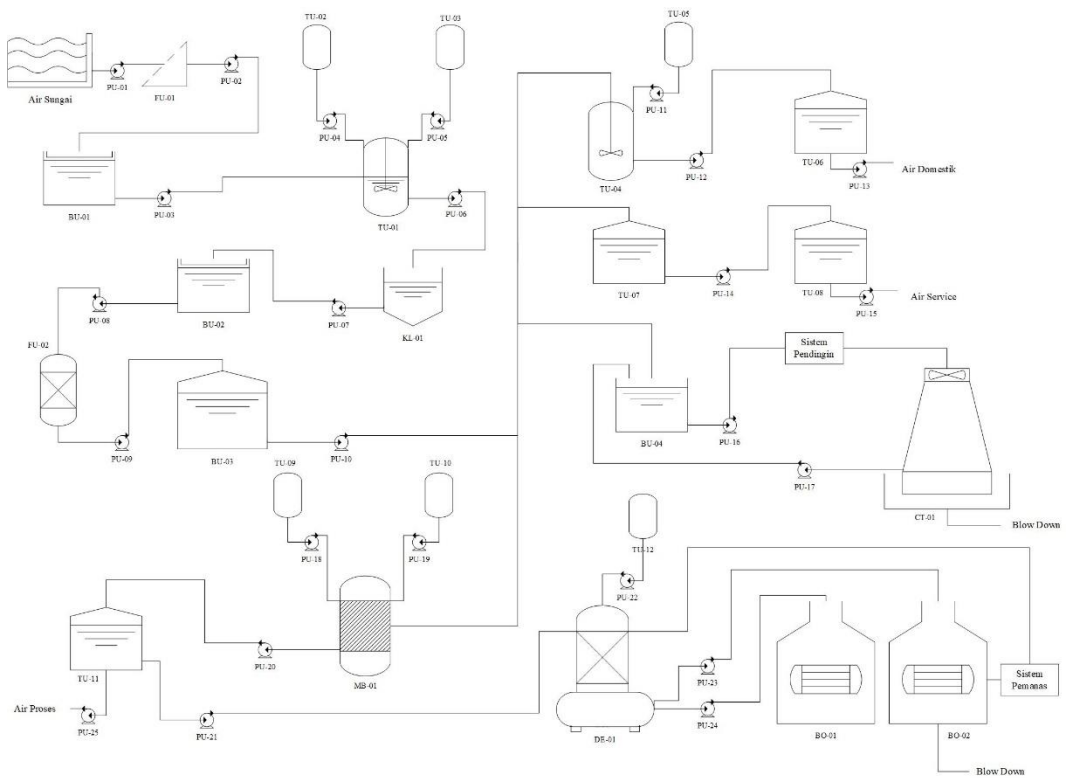 TU-02
TU-03
TU-05
PU-01
FU-01
PU-02
Air Sungai
PU-04
PU-05
PU-11
TU-04
PU-12
TU-06
PU-13
Air Domestik
BU-01
PU-03
TU-01
PU-06
TU-07
PU-14
TU-08
PU-15
Air Service
PU-08
BU-02
PU-07
KL-01
FU-02
Sistem
Pendingin
BU-04
PU-16
PU-09
BU-03
PU-10
PU-17
CT-01
Blow Down
TU-09
TU-10
PU-18
PU-19
TU-12
PU-22
PU-20
MB-01
TU-11
PU-23
PU-24
Sistem
Pemanas
Air Proses
PU-25
PU-21
DE-01
BO-01
BO-02
Blow Down